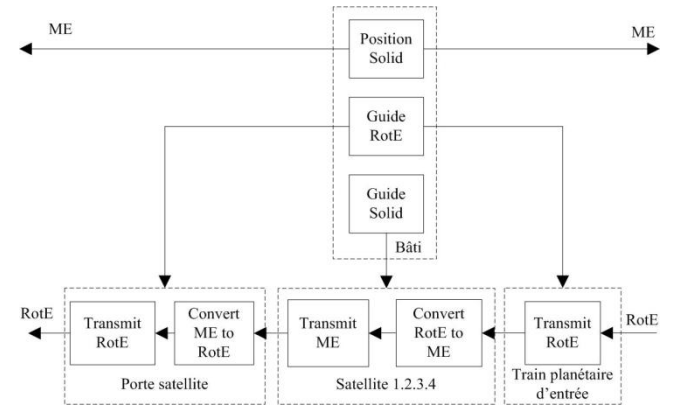 ME
ME
Position
Solid
Guide
RotE
Guide
Solid
Bâti
RotE
Transmit
RotE
Convert
ME to
RotE
Porte satellite
Transmit
ME
Convert
RotE to
ME
Satellite 1.2.3.4
Transmit
RotE
RotE
Train planétaire
d'entrée